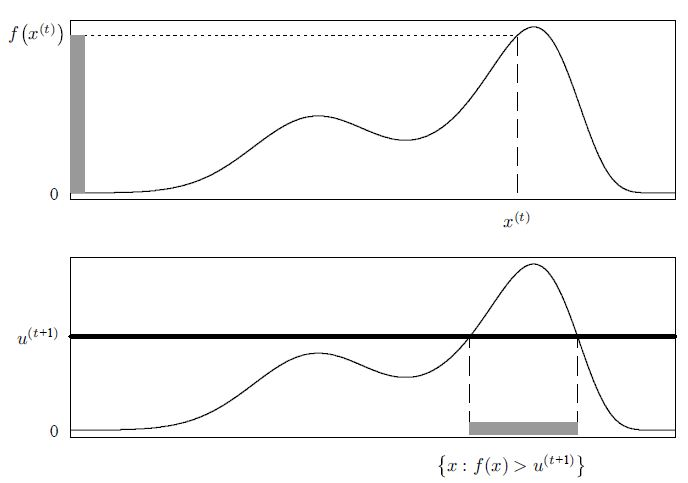 f(x^{(t)})
0
x^{(t)}
u^{(t+1)}
0
{x : f(x) > u^{(t+1)}}